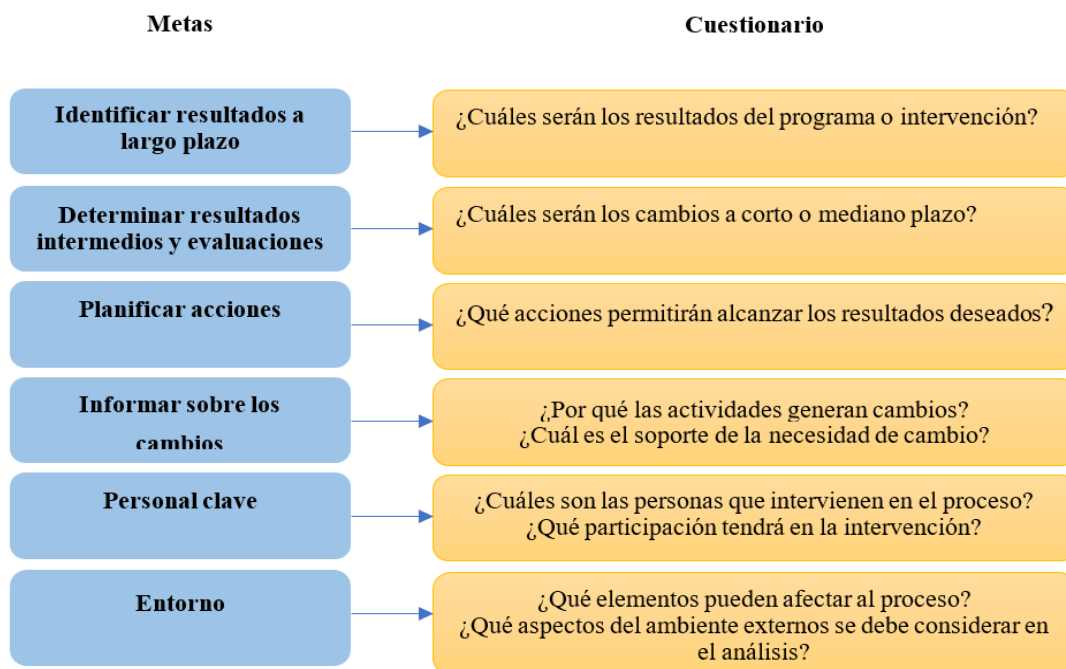 Metas
Cuestionario
Identificar resultados a
largo plazo
¿Cuáles serán los resultados del programa o intervención?
Determinar resultados
intermedios y evaluaciones
¿Cuáles serán los cambios a corto o mediano plazo?
Planificar acciones
¿Qué acciones permitirán alcanzar los resultados deseados?
Informar sobre los
cambios
¿Por qué las actividades generan cambios?
¿Cuál es el soporte de la necesidad de cambio?
Personal clave
¿Cuáles son las personas que intervienen en el proceso?
¿Qué participación tendrá en la intervención?
Entorno
¿Qué elementos pueden afectar al proceso?
¿Qué aspectos del ambiente externos se debe considerar en
el análisis?